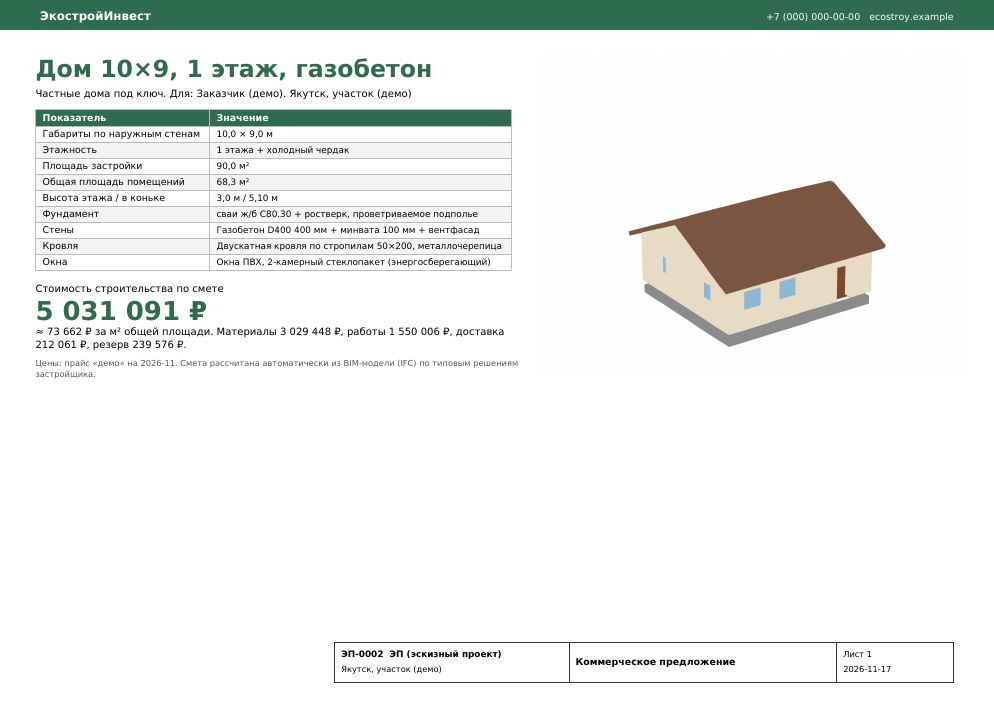 ЭкостройИнвест
+7 (000) 000-00-00 ecostroy.example
Дом 10×9, 1 этаж, газобетон
Частные дома под ключ. Для: Заказчик (демо). Якутск, участок (демо)
Показатель Значение
Габариты по наружным стенам 10,0 × 9,0 м
Этажность 1 этажа + холодный чердак
Площадь застройки 90,0 м²
Общая площадь помещений 68,3 м²
Высота этажа / в коньке 3,0 м / 5,10 м
Фундамент сваи ж/б С80.30 + ростверк, проветриваемое подполье
Стены Газобетон D400 400 мм + минвата 100 мм + вентфасад
Кровля Двускатная кровля по стропилам 50×200, металлочерепица
Окна Окна ПВХ, 2-камерный стеклопакет (энергосберегающий)
Стоимость строительства по смете
5 031 091 ₽
≈ 73 662 ₽ за м² общей площади. Материалы 3 029 448 ₽, работы 1 550 006 ₽, доставка
212 061 ₽, резерв 239 576 ₽.
Цены: прайс «демо» на 2026-11. Смета рассчитана автоматически из BIM-модели (IFC) по типовым решениям
застройщика.
ЭП-0002 ЭП (эскизный проект)
Якутск, участок (демо)
Коммерческое предложение
Лист 1
2026-11-17